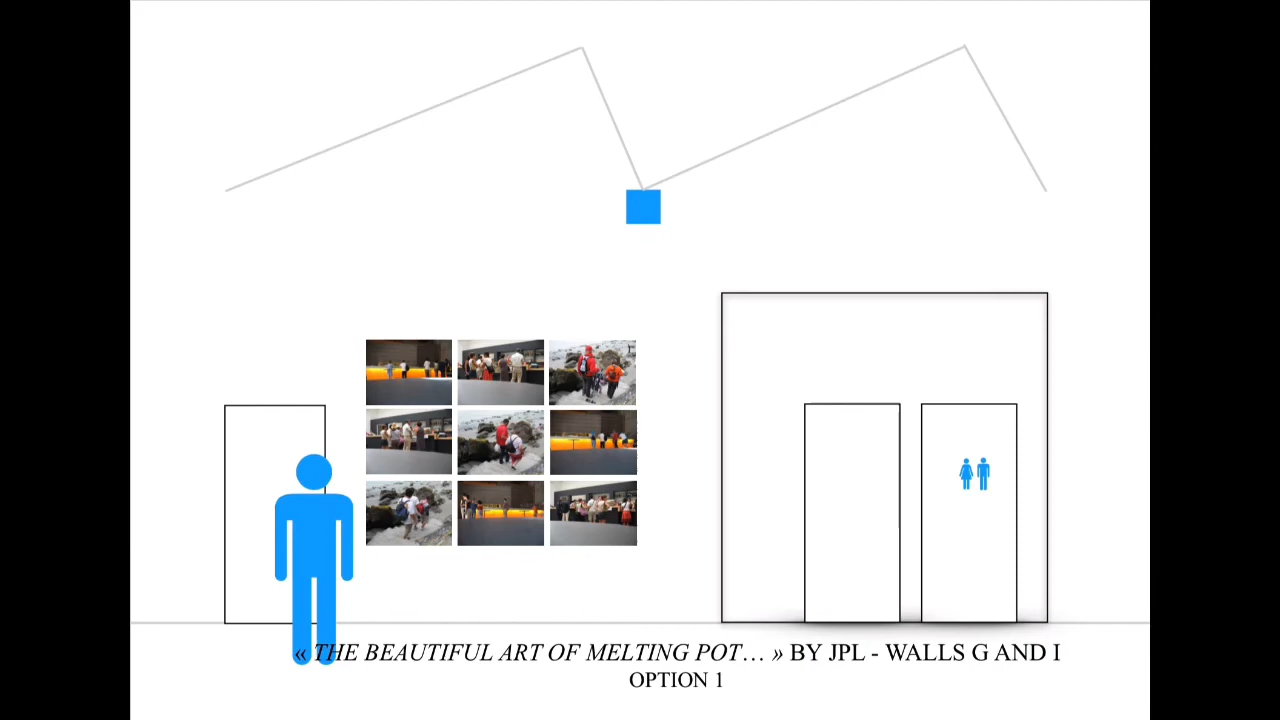 « THE BEAUTIFUL ART OF MELTING POT… » BY JPL - WALLS G AND I
OPTION 1